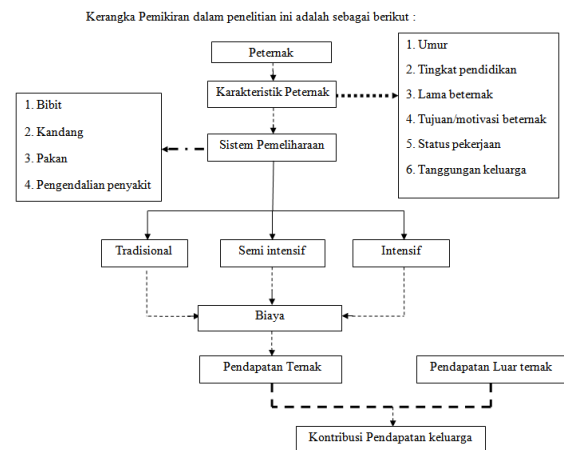 Kerangka Pemikiran dalam penelitian ini adalah sebagai berikut :
Peternak
Karakteristik Peternak
1. Umur
2. Tingkat pendidikan
3. Lama beternak
4. Tujuan/motivasi beternak
5. Status pekerjaan
6. Tanggungan keluarga
1. Bibit
2. Kandang
3. Pakan
4. Pengendalian penyakit
Sistem Pemeliharaan
Tradisional
Semi intensif
Intensif
Biaya
Pendapatan Ternak
Pendapatan Luar ternak
Kontribusi Pendapatan keluarga